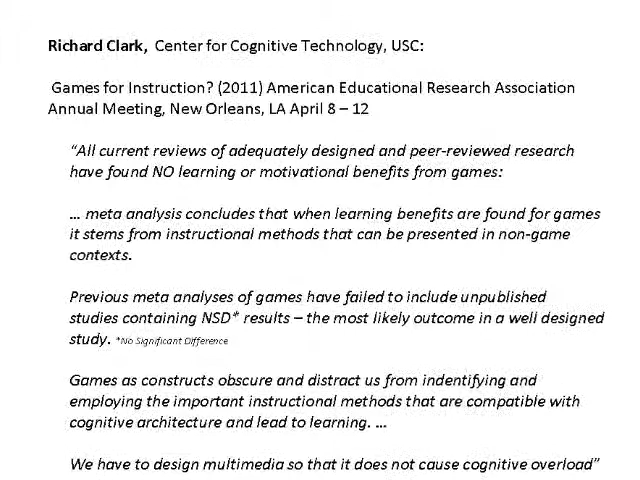 Richard Clark, Center for Cognitive Technology, USC:
Games for Instruction? (2011) American Educational Research Association
Annual Meeting, New Orleans, LA April 8 – 12
“All current reviews of adequately designed and peer-reviewed research
have found NO learning or motivational benefits from games:
... meta analysis concludes that when learning benefits are found for games
it stems from instructional methods that can be presented in non-game
contexts.
Previous meta analyses of games have failed to include unpublished
studies containing NSD* results – the most likely outcome in a well designed
study. *No Significant Difference
Games as constructs obscure and distract us from indentifying and
employing the important instructional methods that are compatible with
cognitive architecture and lead to learning. ...
We have to design multimedia so that it does not cause cognitive overload”